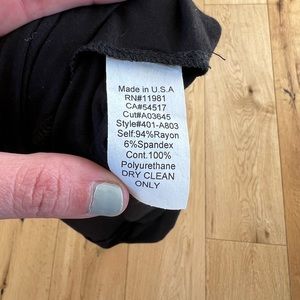 Made in U.S.A
RN#11981
CA#54517
Cut#A03645
Style#401-A803
Self:94%Rayon
6%Spandex
Cont.100%
Polyurethane
DRY CLEAN
ONLY